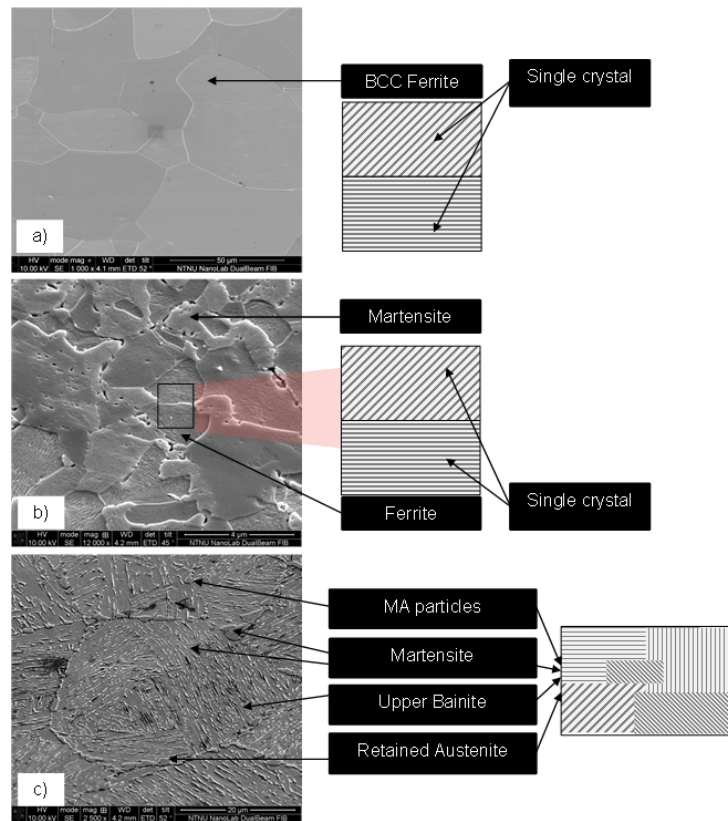 BCC Ferrite
Single crystal
a)
HV mode mag WD det tilt 50 µm
10.00 kV SE 1 000 x 4.1 mm ETD 52 ° NTNU NanoLab DualBeam FIB
Martensite
b)
Ferrite
Single crystal
HV mode mag WD det tilt 4 µm
10.00 kV SE 12 000 x 4.2 mm ETD 45 ° NTNU NanoLab DualBeam FIB
MA particles
Martensite
Upper Bainite
Retained Austenite
c)
HV mode mag WD det tilt 20 µm
10.00 kV SE 2 500 x 4.2 mm ETD 52 ° NTNU NanoLab DualBeam FIB